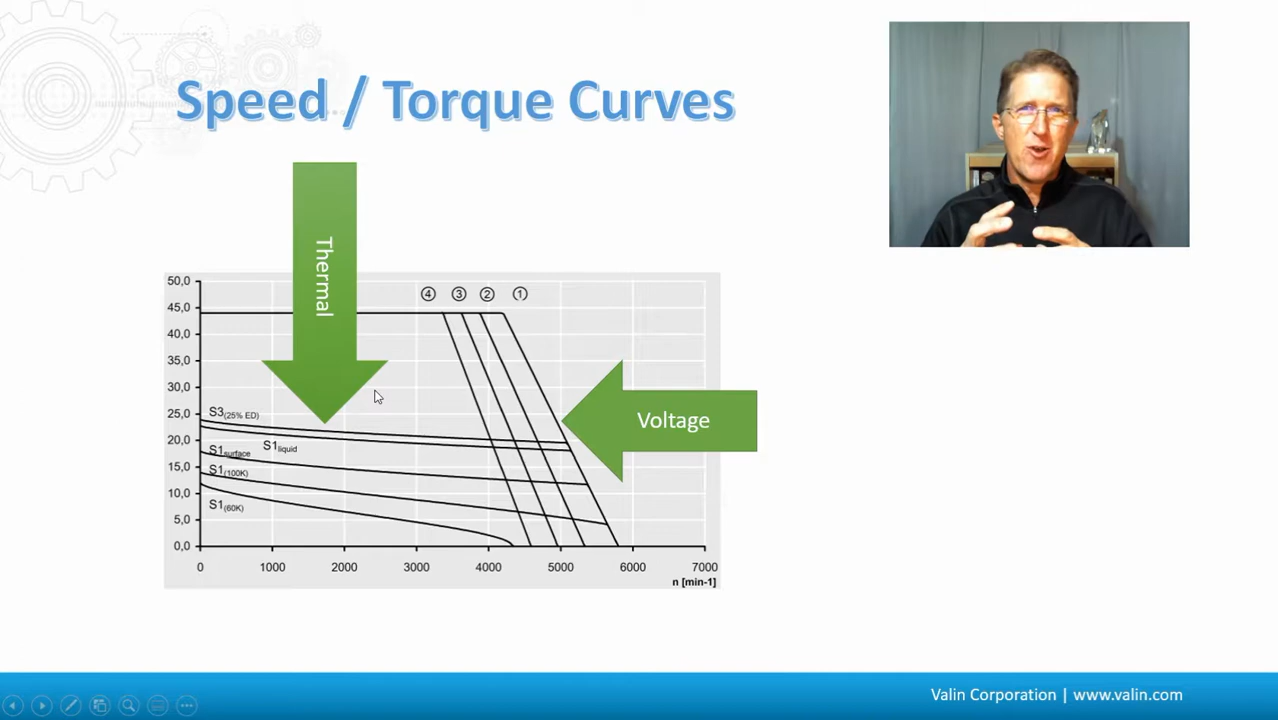 Speed / Torque Curves
Thermal
50,0
45,0
40,0
35,0
30,0
25,0
20,0
15,0
10,0
5,0
0,0
④ ③ ② ①
S3(25% ED)
S1surface
S1liquid
S1(100K)
S1(60K)
Voltage
0 1000 2000 3000 4000 5000 6000 7000
n [min-1]
Valin Corporation | www.valin.com